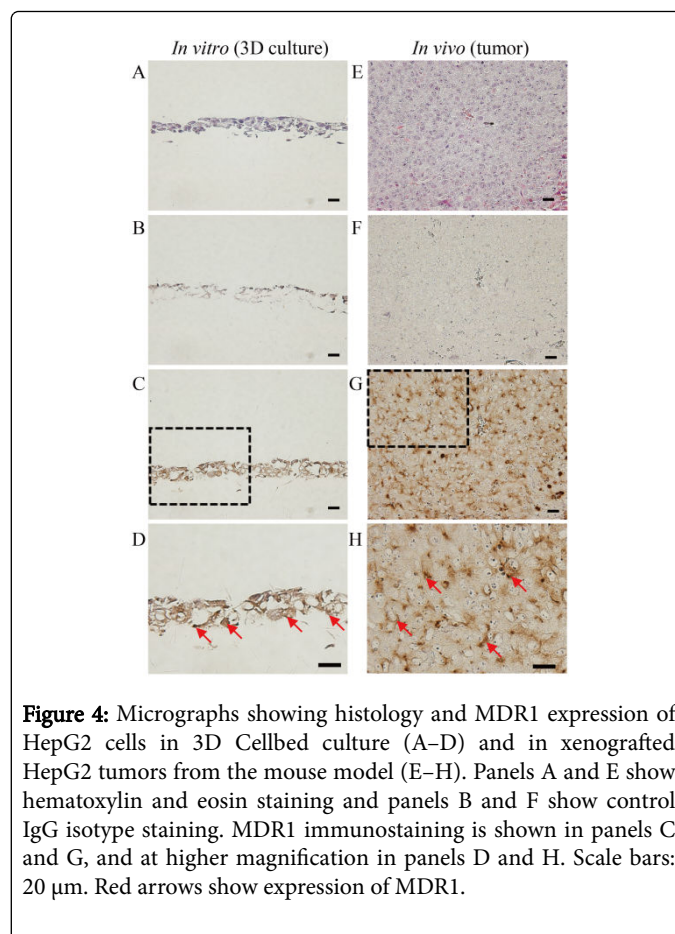 In vitro (3D culture)
In vivo (tumor)
A
E
B
F
C
G
D
H
Figure 4: Micrographs showing histology and MDR1 expression of
HepG2 cells in 3D Cellbed culture (A–D) and in xenografted
HepG2 tumors from the mouse model (E–H). Panels A and E show
hematoxylin and eosin staining and panels B and F show control
IgG isotype staining. MDR1 immunostaining is shown in panels C
and G, and at higher magnification in panels D and H. Scale bars:
20 μm. Red arrows show expression of MDR1.